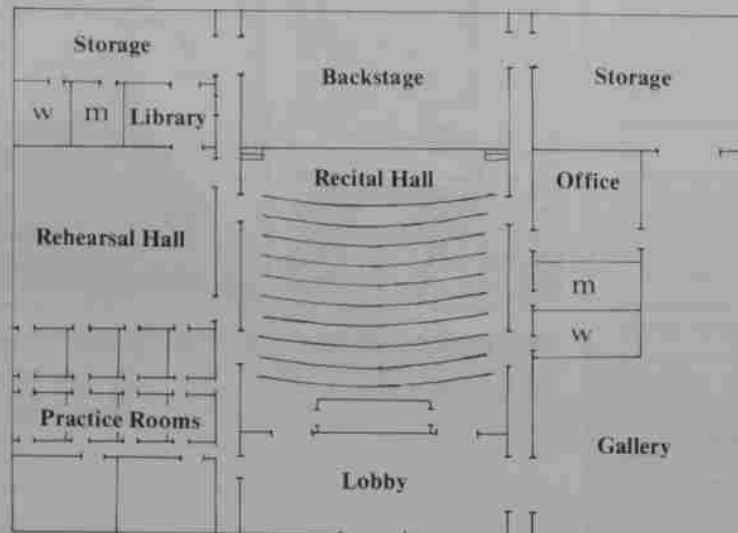 Storage
Backstage
Storage
w
m
Library
Recital Hall
Office
Rehearsal Hall
m
w
Practice Rooms
Gallery
Lobby